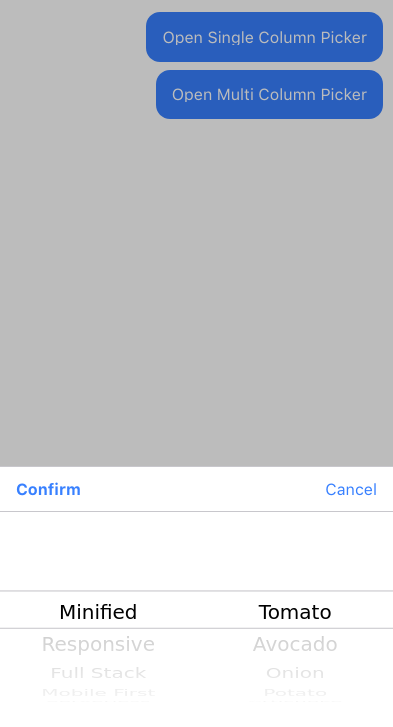 Open Single Column Picker
Open Multi Column Picker
Confirm Cancel
Minified Tomato
Responsive Avocado
Full Stack Onion
Mobile First Potato